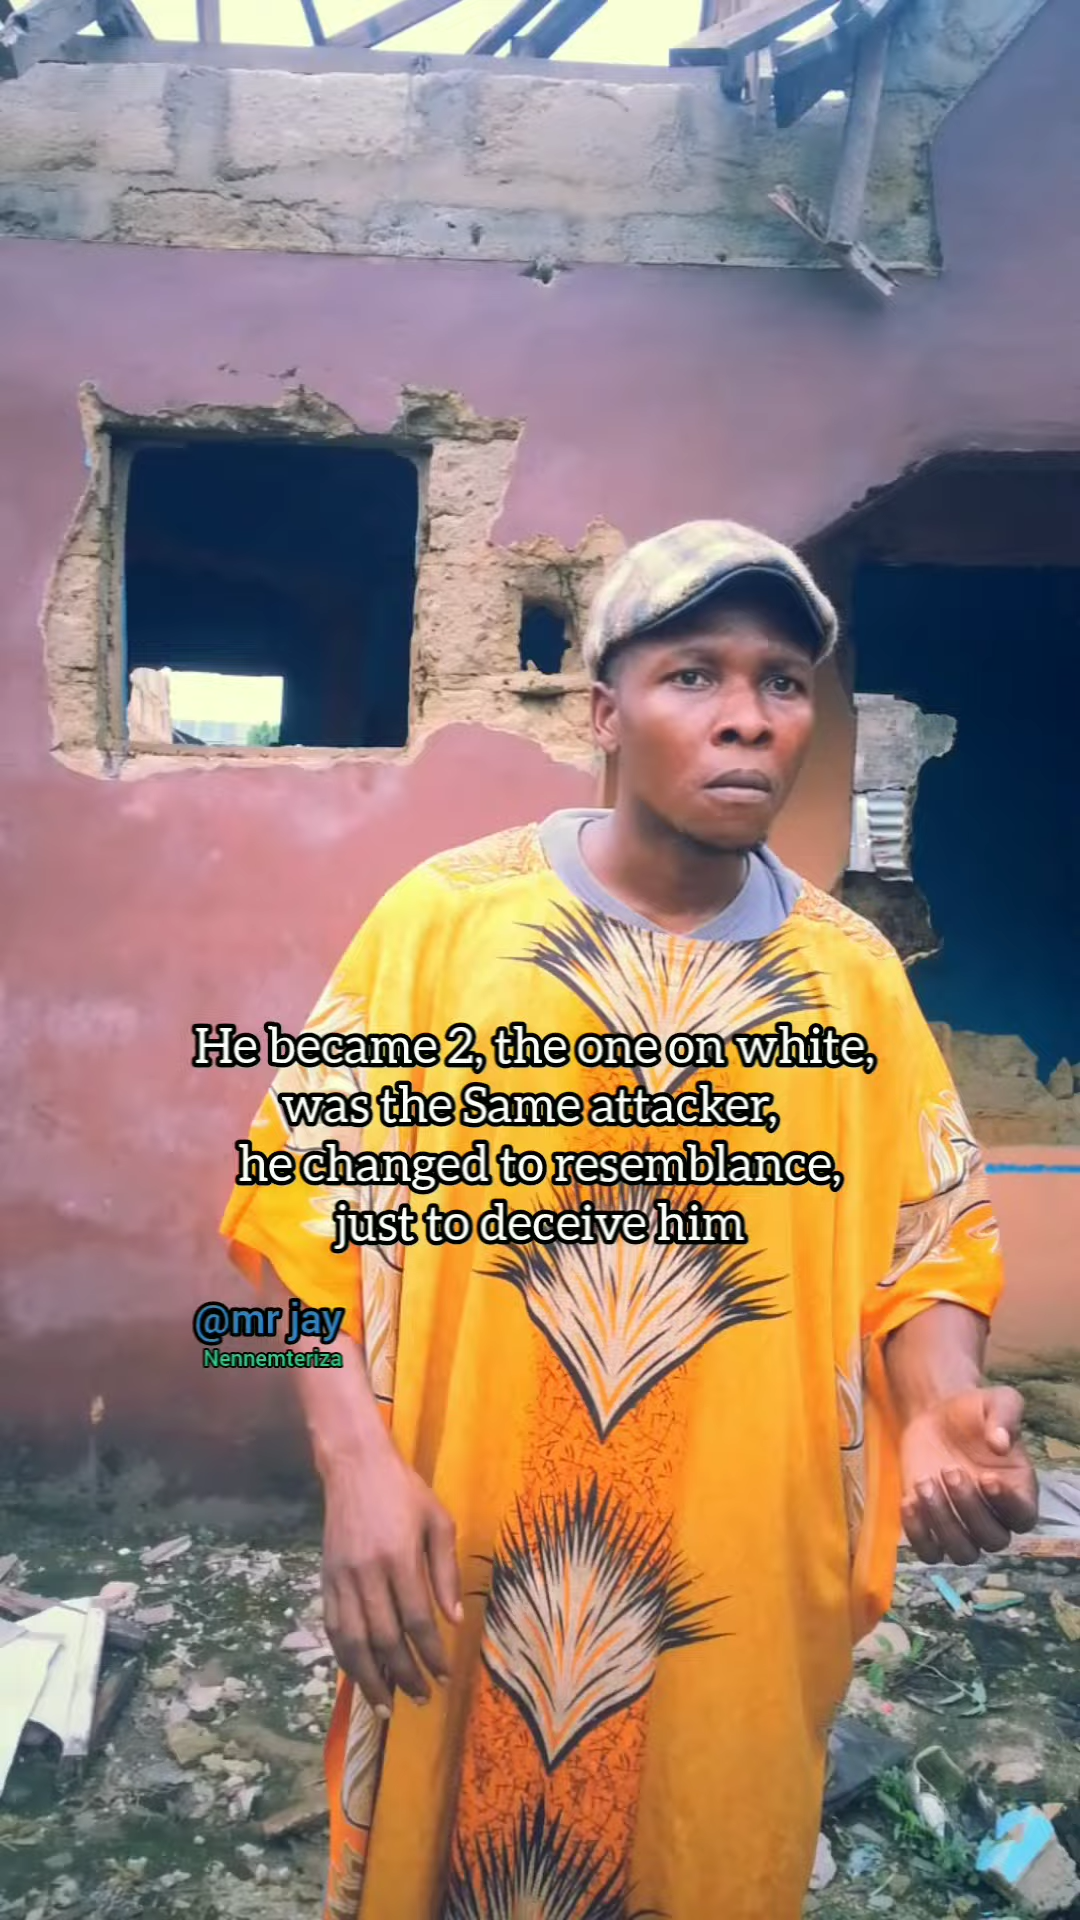 He became 2, the one on white,
was the Same attacker,
he changed to resemblance,
just to deceive him
@mr jay
Nennemteriza